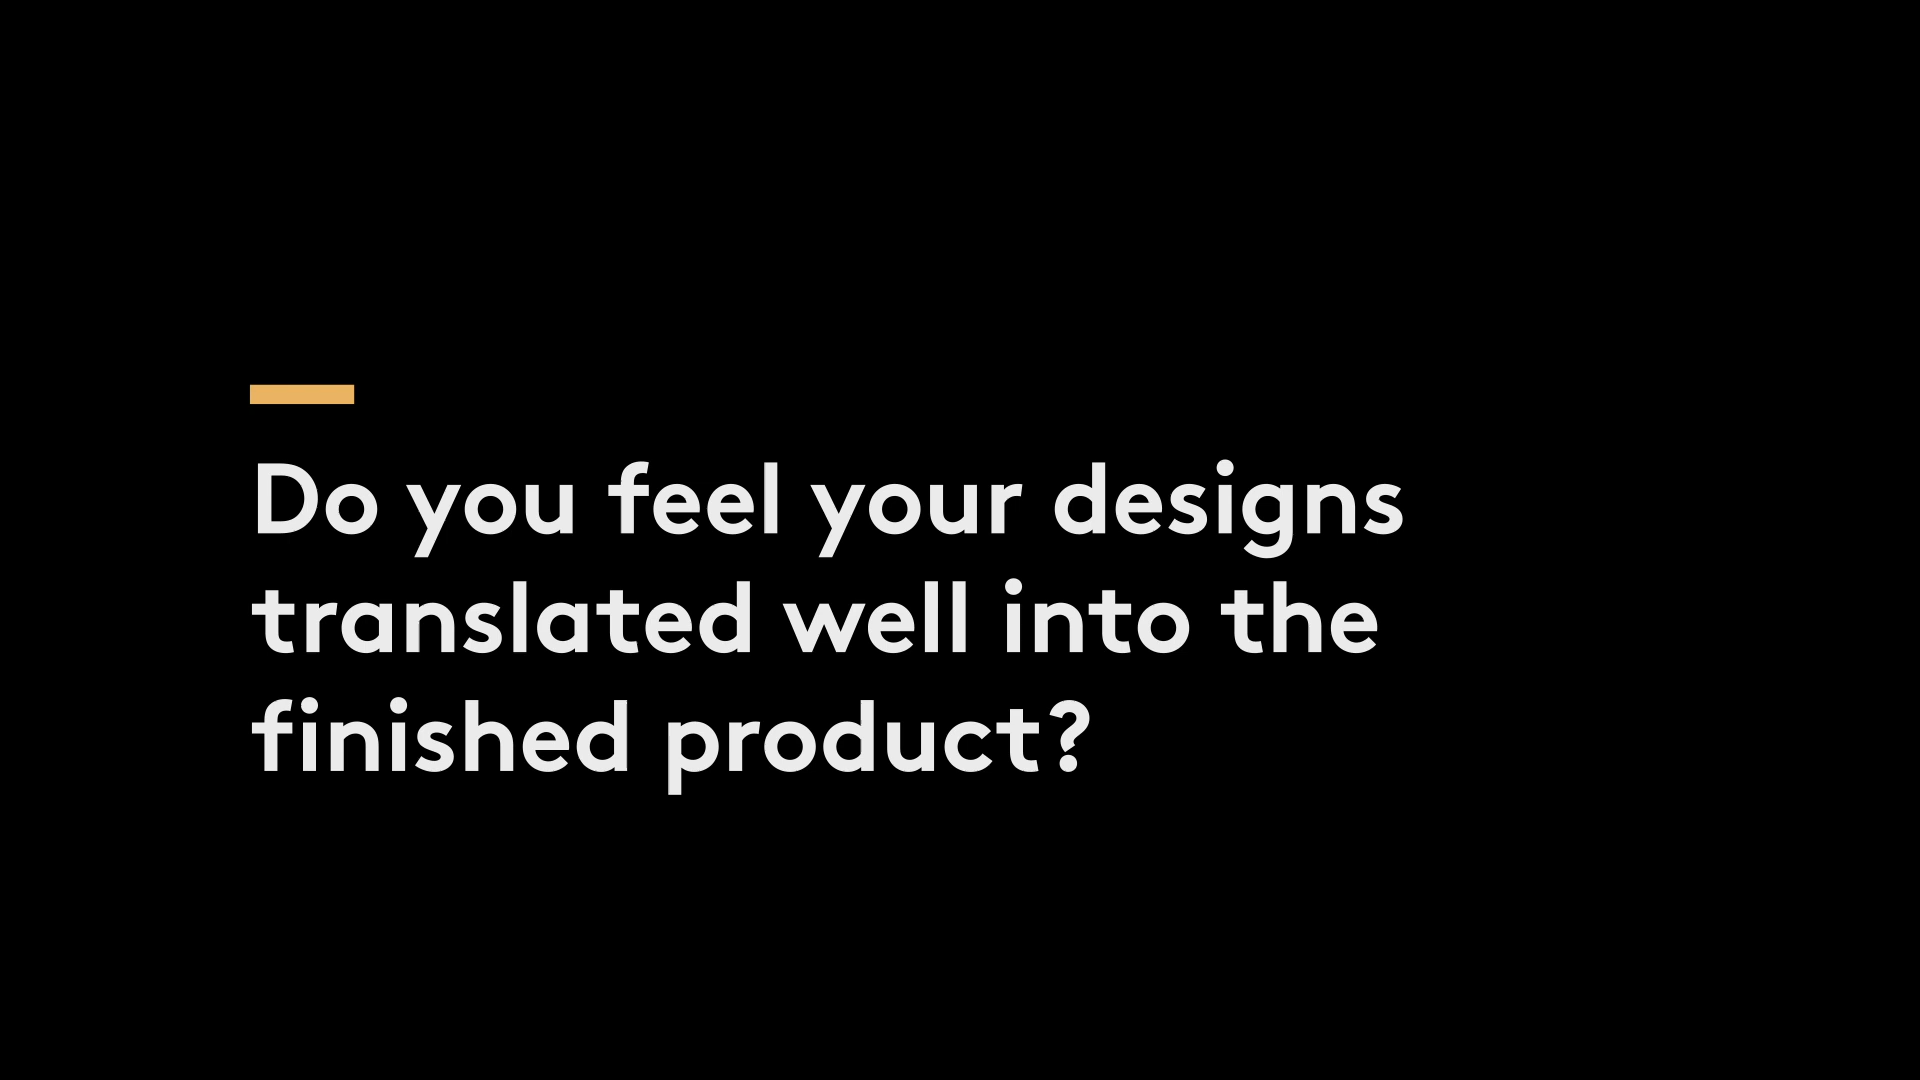 Do you feel your designs
translated well into the
finished product?